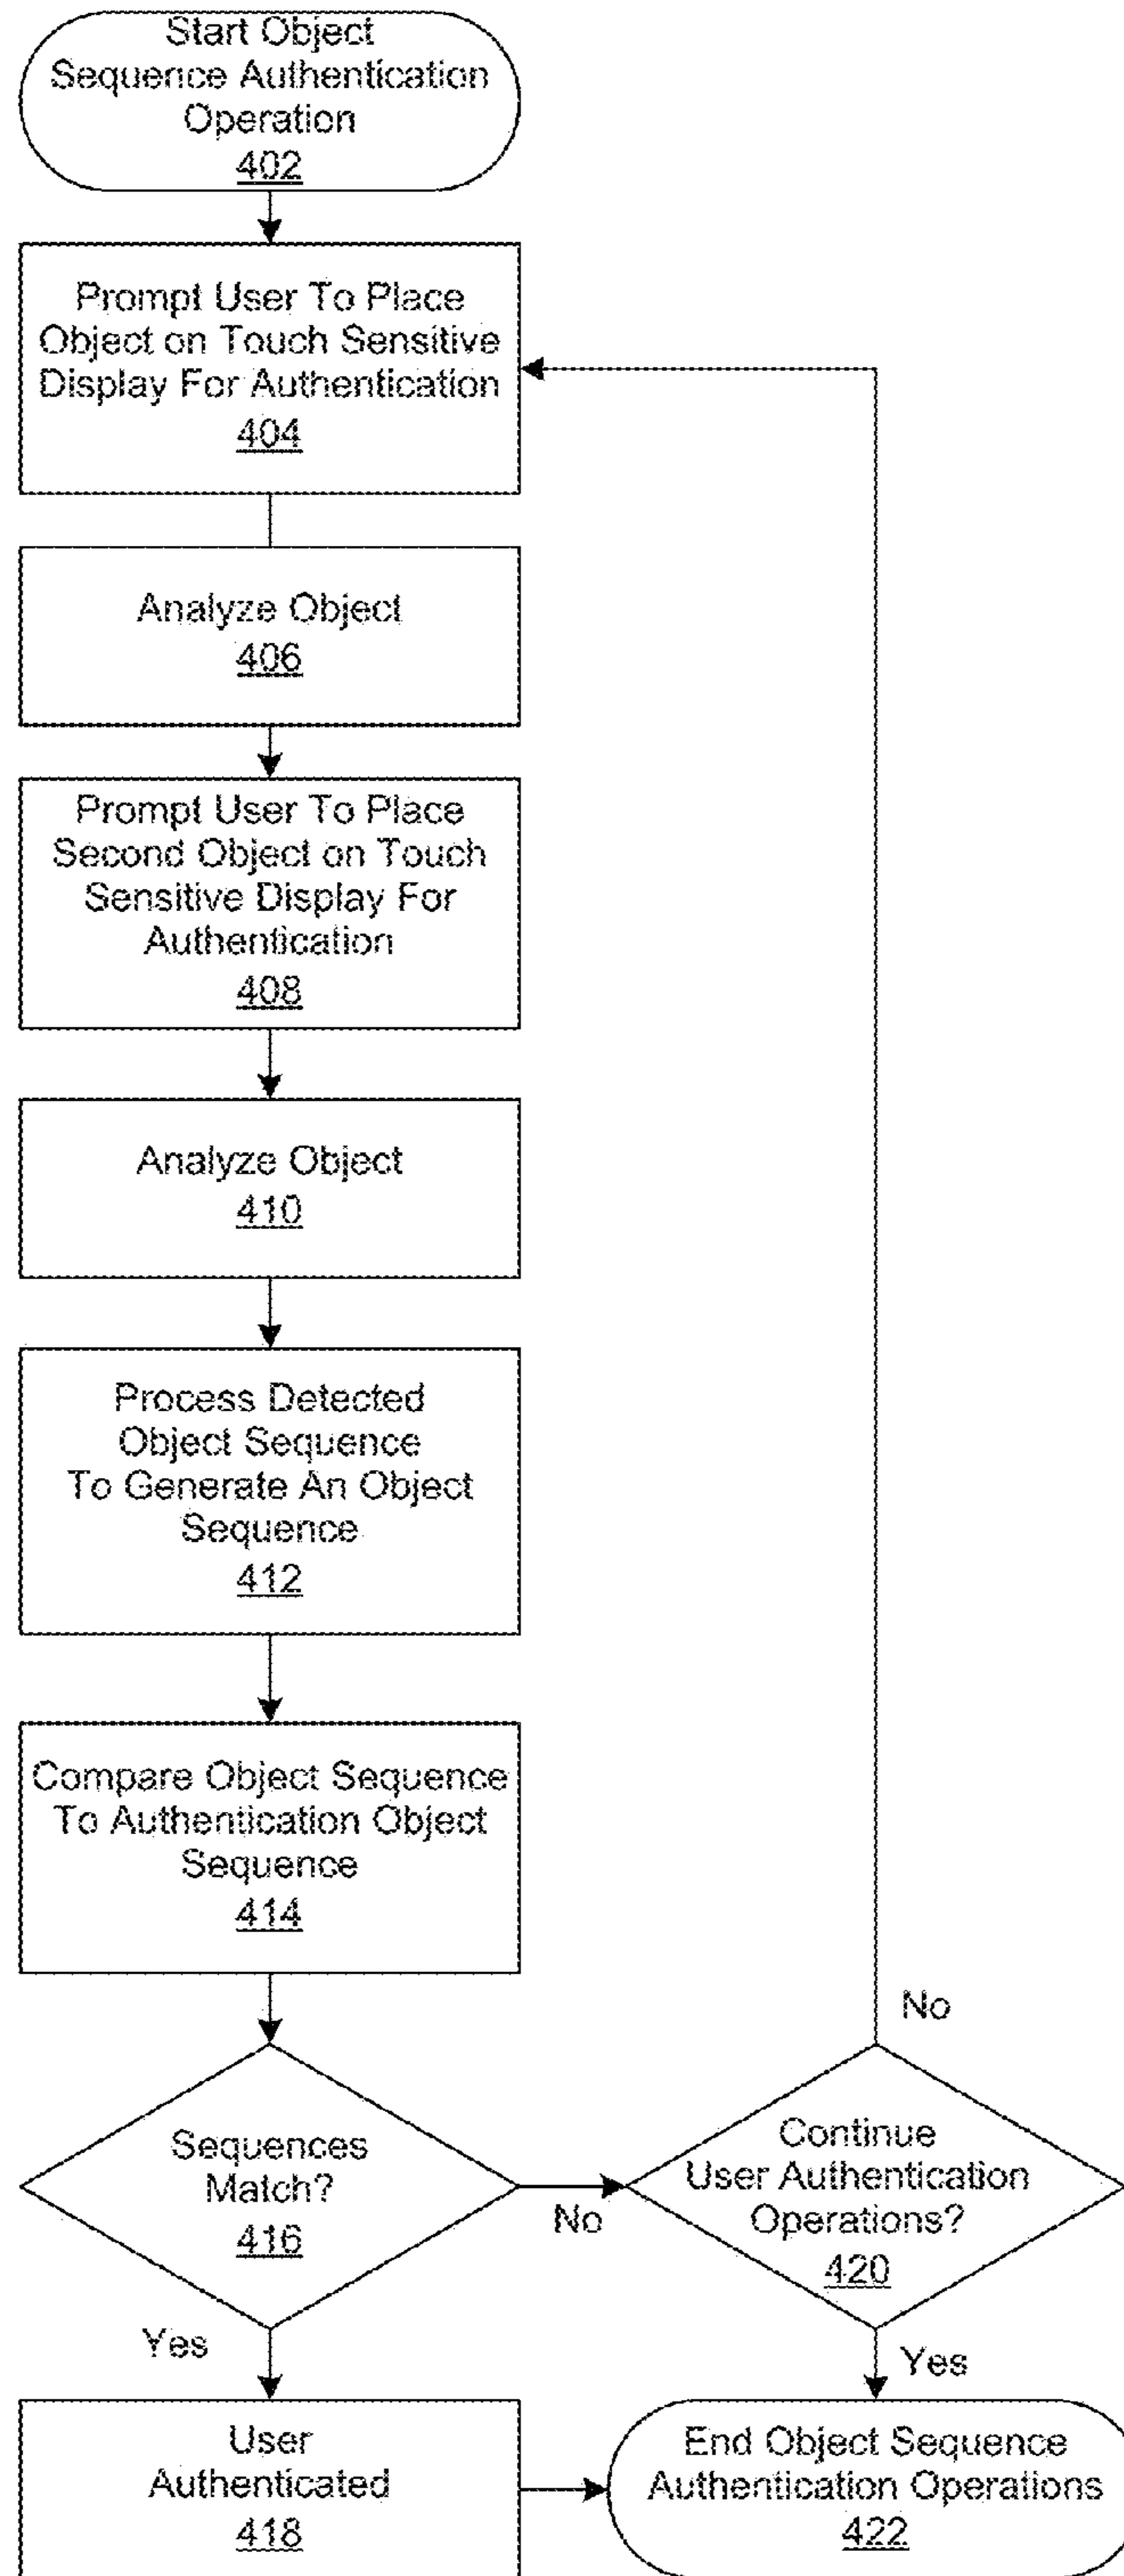 Start Object
Sequence Authentication
Operation
402
Prompt User To Place
Object on Touch Sensitive
Display For Authentication
404
Analyze Object
406
Prompt User To Place
Second Object on Touch
Sensitive Display For
Authentication
408
Analyze Object
410
Process Detected
Object Sequence
To Generate An Object
Sequence
412
Compare Object Sequence
To Authentication Object
Sequence
414
No
Sequences
Match?
416
No
Continue
User Authentication
Operations?
420
Yes
Yes
User
Authenticated
418
End Object Sequence
Authentication Operations
422